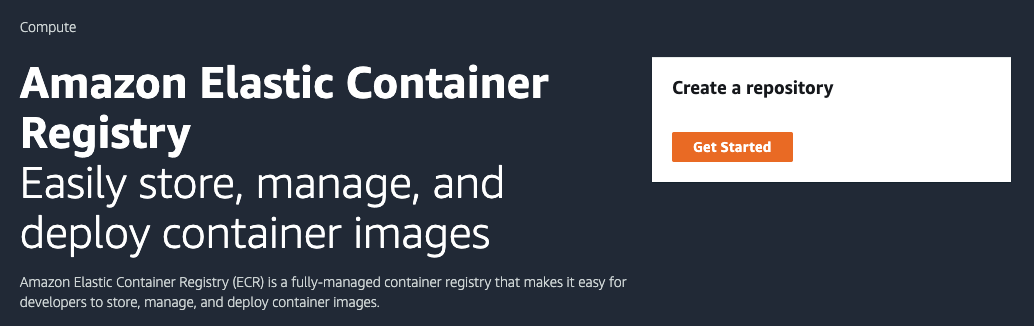 Compute
Amazon Elastic Container
Registry
Easily store, manage, and
deploy container images
Amazon Elastic Container Registry (ECR) is a fully-managed container registry that makes it easy for
developers to store, manage, and deploy container images.
Create a repository
Get Started